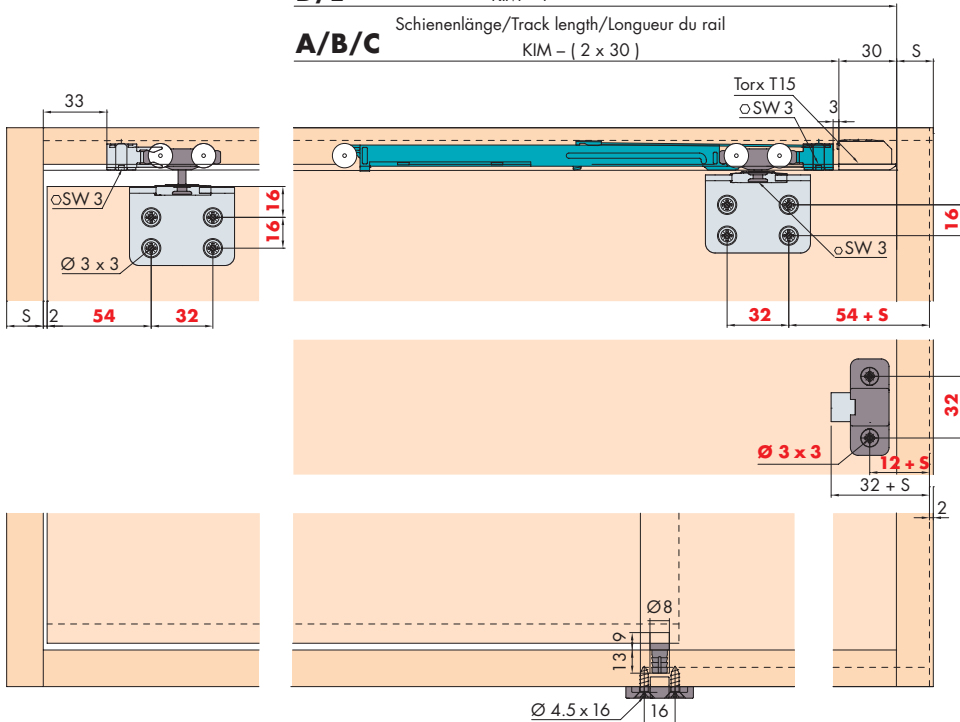 Schienenlänge/Track length/Longueur du rail
A/B/C
KIM – ( 2 x 30 )
30
S
33
Torx T15
SW 3
3
SW 3
16
16
16
Ø 3 x 3
SW 3
S
2
54
32
32
54 + S
32
Ø 3 x 3
12 + S
32 + S
2
Ø 8
9
13
Ø 4.5 x 16
16